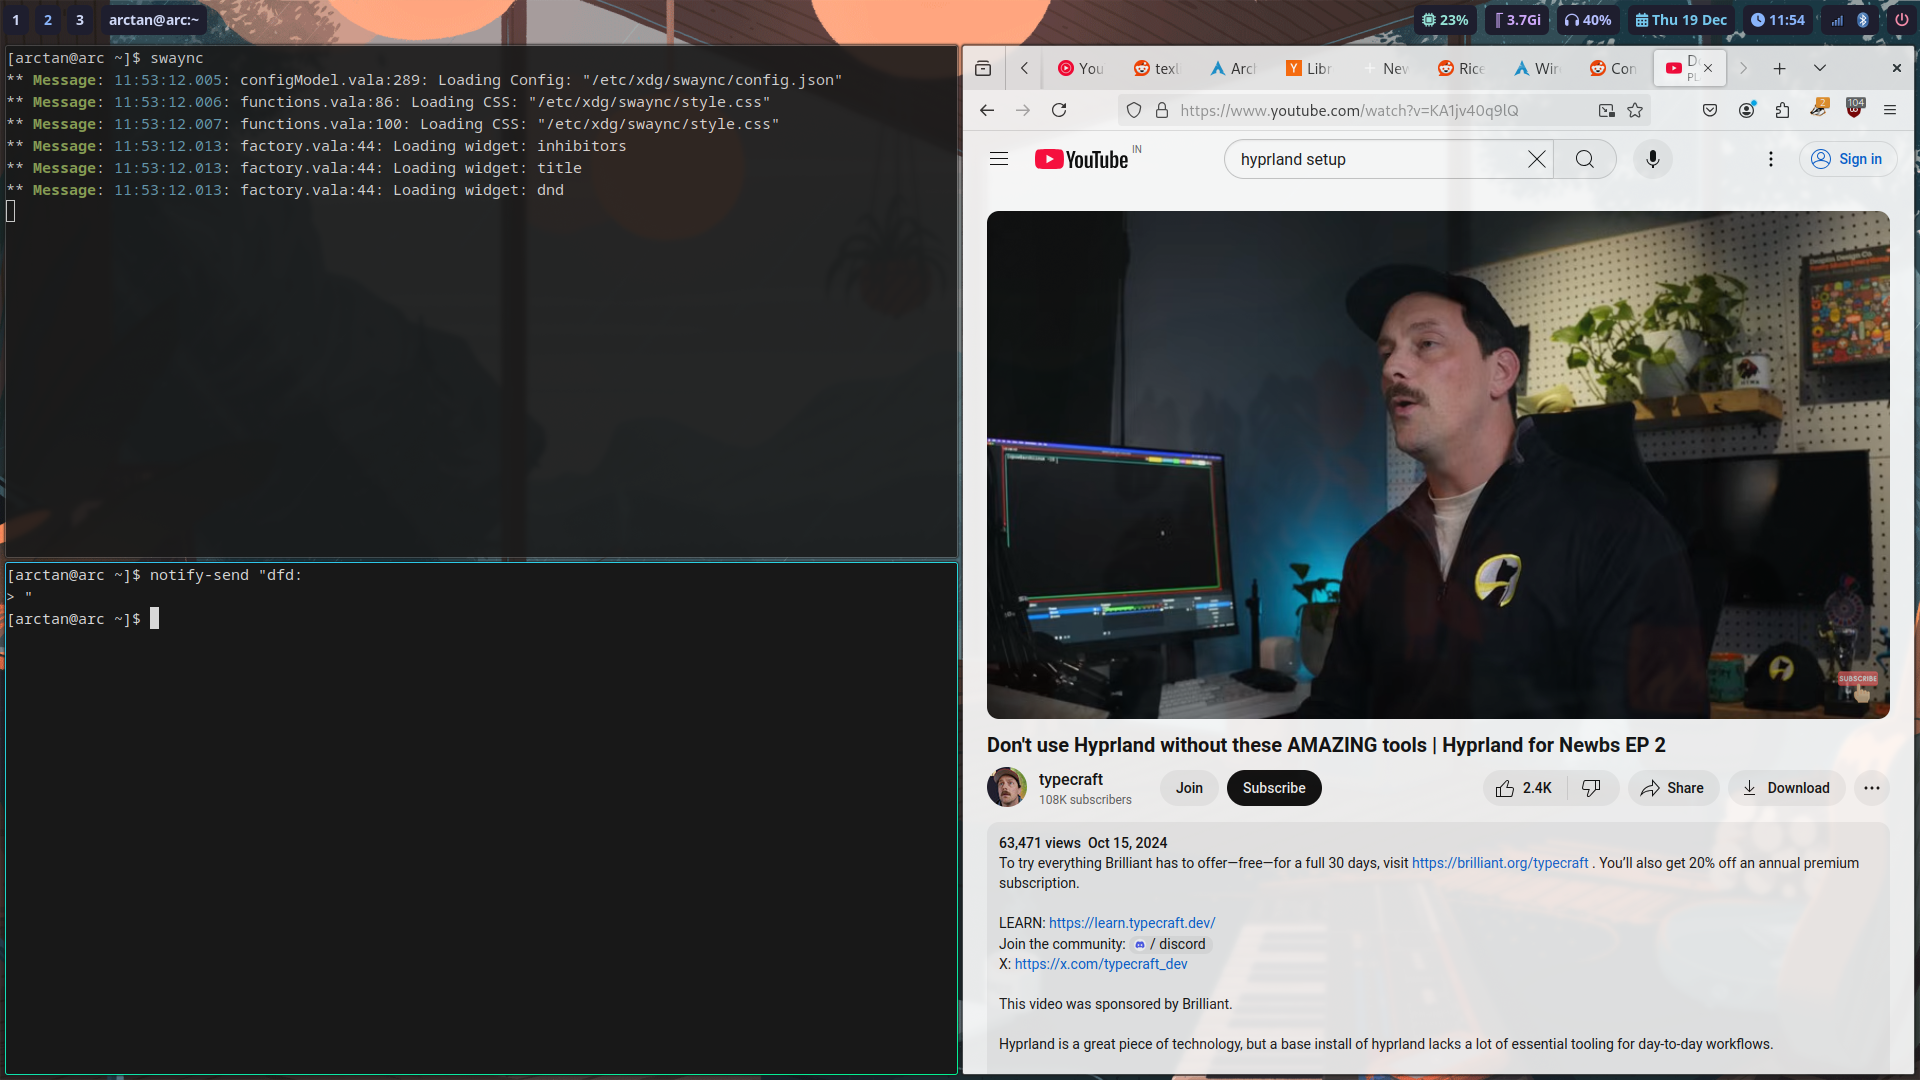 1 2 3 arctan@arc:~
23% 3.7Gi 40% Thu 19 Dec 11:54
[arctan@arc ~]$ swaync
** Message: 11:53:12.005: configModel.vala:289: Loading Config: "/etc/xdg/swaync/config.json"
** Message: 11:53:12.006: functions.vala:86: Loading CSS: "/etc/xdg/swaync/style.css"
** Message: 11:53:12.007: functions.vala:100: Loading CSS: "/etc/xdg/swaync/style.css"
** Message: 11:53:12.013: factory.vala:44: Loading widget: inhibitors
** Message: 11:53:12.013: factory.vala:44: Loading widget: title
** Message: 11:53:12.013: factory.vala:44: Loading widget: dnd
[arctan@arc ~]$ notify-send "dfd:
> "
[arctan@arc ~]$
You texl Arc Libr New Rice Wir Con D
PL
https://www.youtube.com/watch?v=KA1jv40q9lQ
2 104
YouTube IN
hyprland setup
Sign in
SUBSCRIBE
Don't use Hyprland without these AMAZING tools | Hyprland for Newbs EP 2
typecraft
108K subscribers
Join Subscribe 2.4K Share Download
63,471 views Oct 15, 2024
To try everything Brilliant has to offer—free—for a full 30 days, visit https://brilliant.org/typecraft . You’ll also get 20% off an annual premium
subscription.
LEARN: https://learn.typecraft.dev/
Join the community: / discord
X: https://x.com/typecraft_dev
This video was sponsored by Brilliant.
Hyprland is a great piece of technology, but a base install of hyprland lacks a lot of essential tooling for day-to-day workflows.